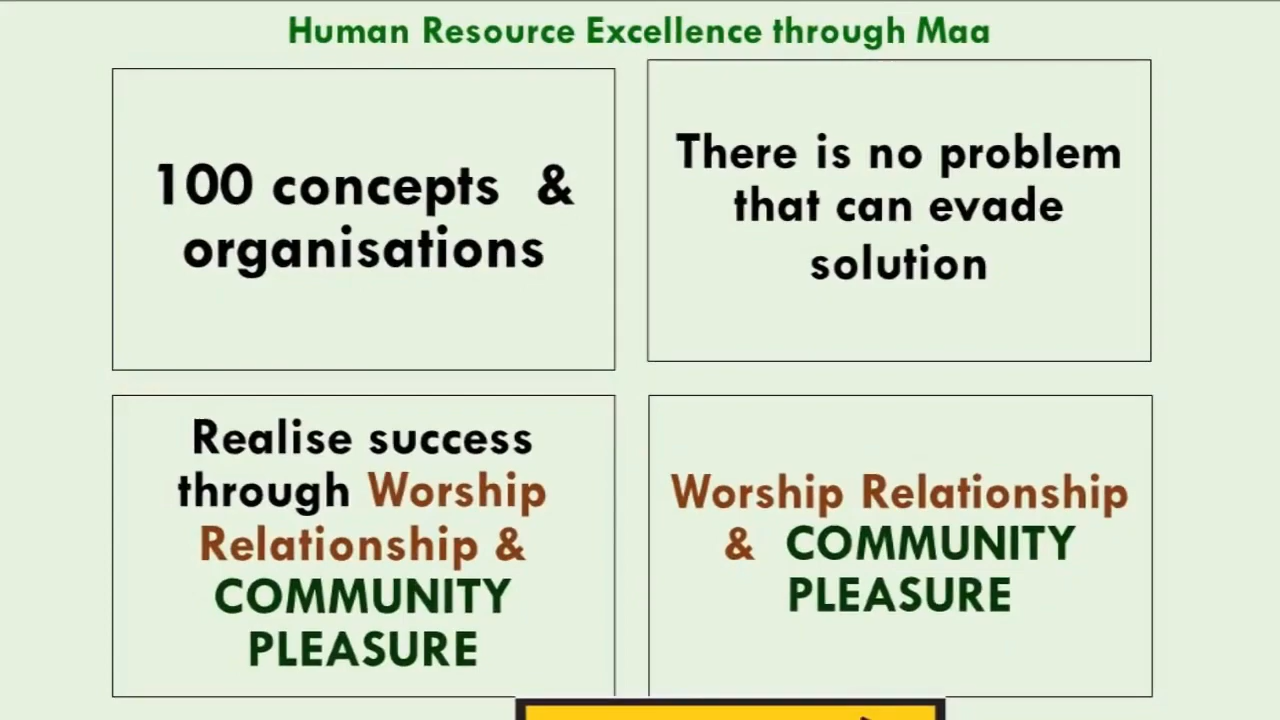 Human Resource Excellence through Maa
100 concepts &
organisations
There is no problem
that can evade
solution
Realise success
through Worship
Relationship &
COMMUNITY
PLEASURE
Worship Relationship
& COMMUNITY
PLEASURE